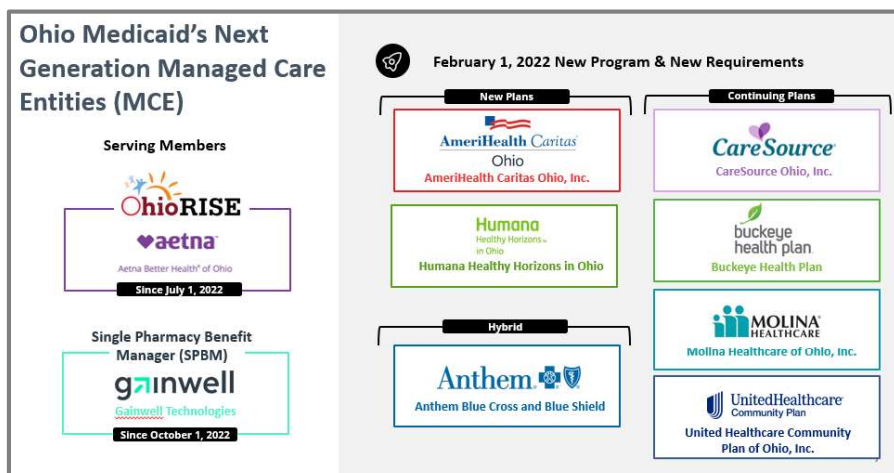 Ohio Medicaid's Next
Generation Managed Care
Entities (MCE)
Serving Members
OhioRISE
aetna™
Aetna Better Health® of Ohio
Since July 1, 2022
Single Pharmacy Benefit
Manager (SPBM)
gainwell
Gainwell Technologies
Since October 1, 2022
February 1, 2022 New Program & New Requirements
New Plans
AmeriHealth Caritas®
Ohio
AmeriHealth Caritas Ohio, Inc.
Humana
Healthy Horizons™
in Ohio
Humana Healthy Horizons in Ohio
Hybrid
Anthem®
Anthem Blue Cross and Blue Shield
Continuing Plans
CareSource®
CareSource Ohio, Inc.
buckeye
health plan
Buckeye Health Plan
MOLINA®
HEALTHCARE
Molina Healthcare of Ohio, Inc.
UnitedHealthcare®
Community Plan
United Healthcare Community
Plan of Ohio, Inc.